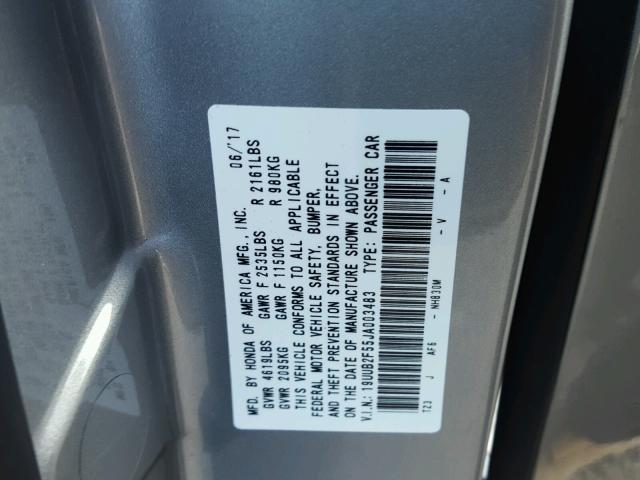 MFD. BY HONDA OF AMERICA MFG., INC. 06/'17
GVWR 4619LBS GAWR F 2535LBS R 2161LBS
GVWR 2095KG GAWR F 1150KG R 980KG
THIS VEHICLE CONFORMS TO ALL APPLICABLE
FEDERAL MOTOR VEHICLE SAFETY, BUMPER,
AND THEFT PREVENTION STANDARDS IN EFFECT
ON THE DATE OF MANUFACTURE SHOWN ABOVE.
V.I.N.: 19UUB2F55JA003483 TYPE: PASSENGER CAR
T23 J AF6 - NH830M - V - A